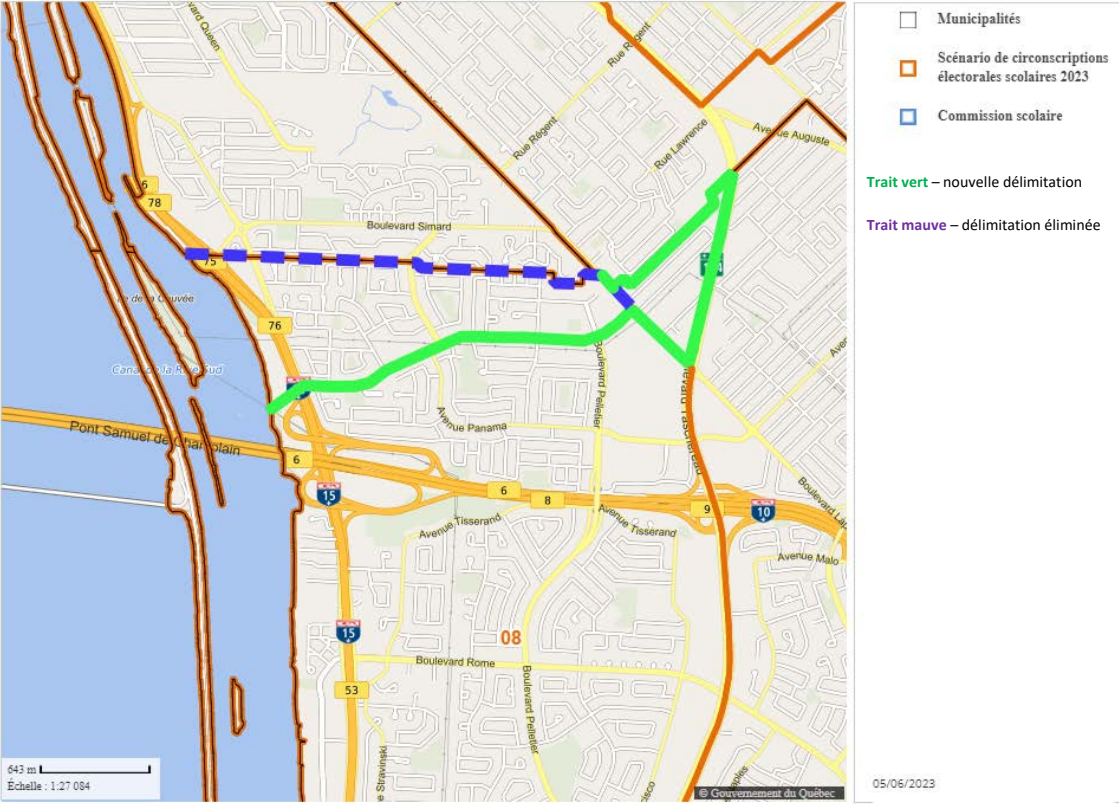 Municipalités
Scénario de circonscriptions
électorales scolaires 2023
Commission scolaire
Trait vert – nouvelle délimitation
Trait mauve – délimitation éliminée
Rue Régent
Rue Régent
Rue Lawrence
Avenue Auguste
6
78
Boulevard Simard
75
76
Canal de la Rive Sud
Boulevard Pelletier
Avenue Panama
Pont Samuel de Champlain
6
15
6
8
9
10
Avenue Tisserand
Avenue Tisserand
Avenue Malo
15
08
Boulevard Rome
53
Boulevard Pelletier
643 m
Échelle : 1:27 084
© Gouvernement du Québec
05/06/2023